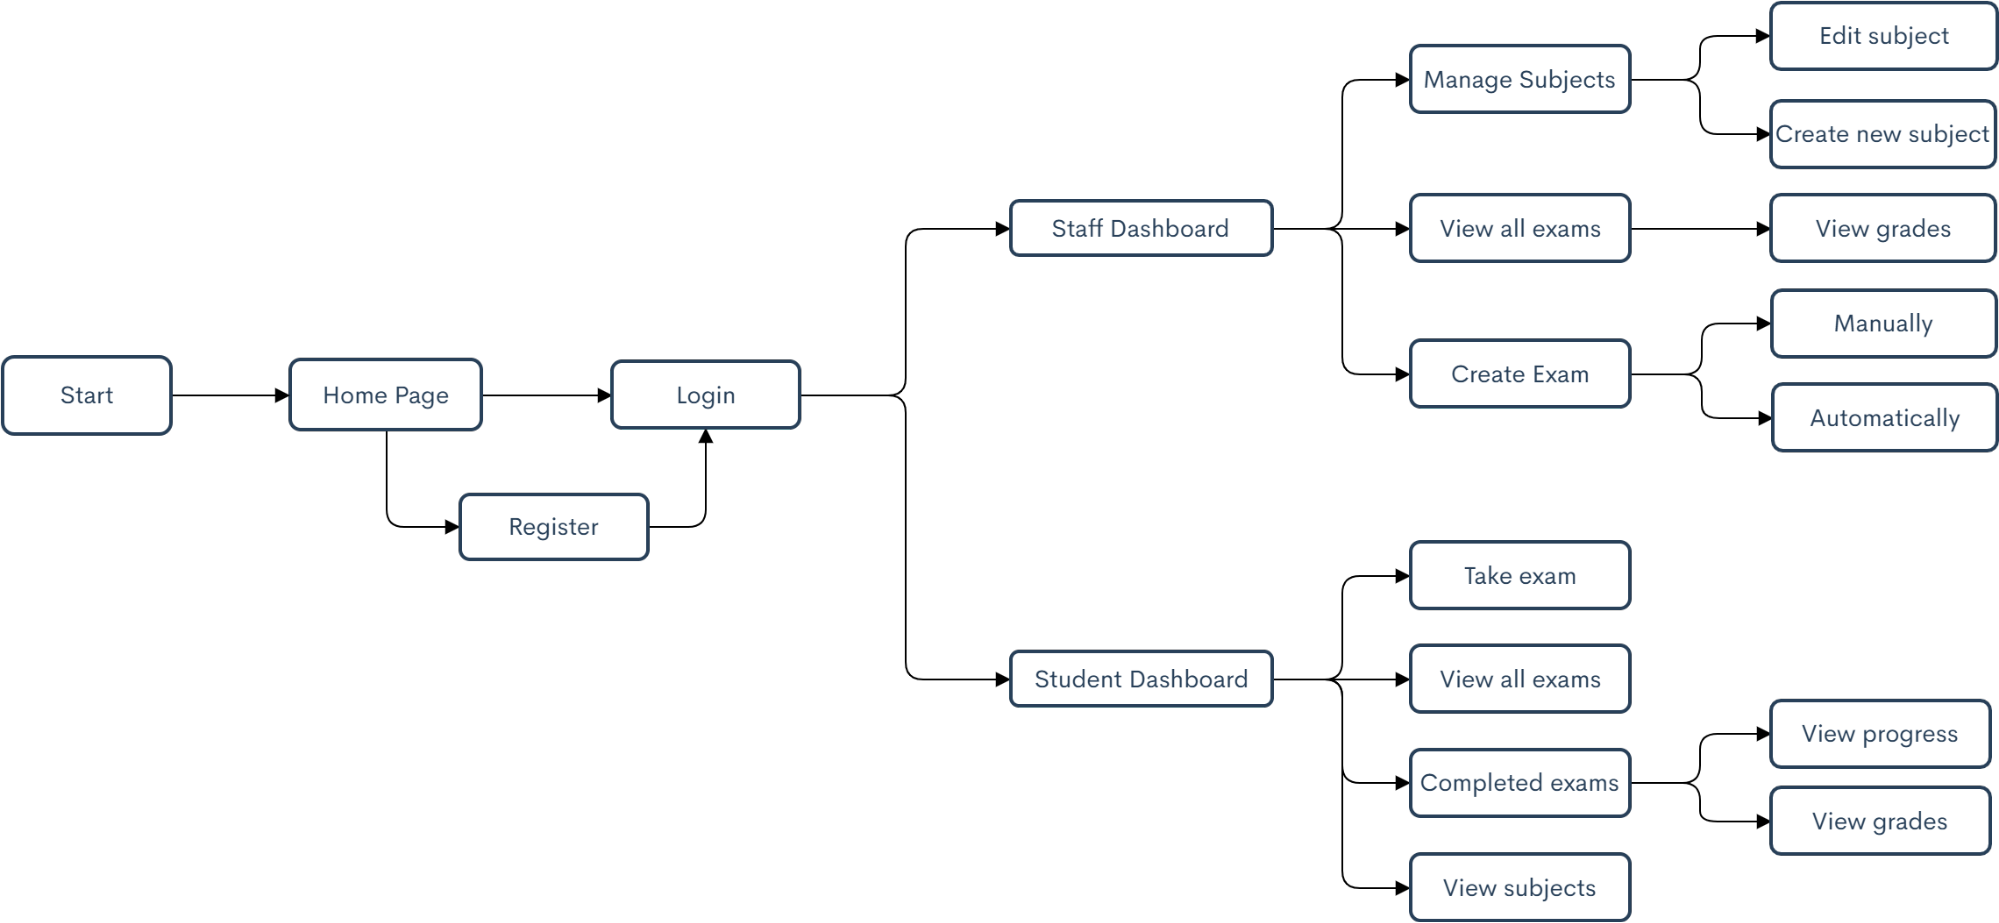 Start
Home Page
Login
Register
Staff Dashboard
Manage Subjects
Edit subject
Create new subject
View all exams
View grades
Create Exam
Manually
Automatically
Student Dashboard
Take exam
View all exams
Completed exams
View progress
View grades
View subjects